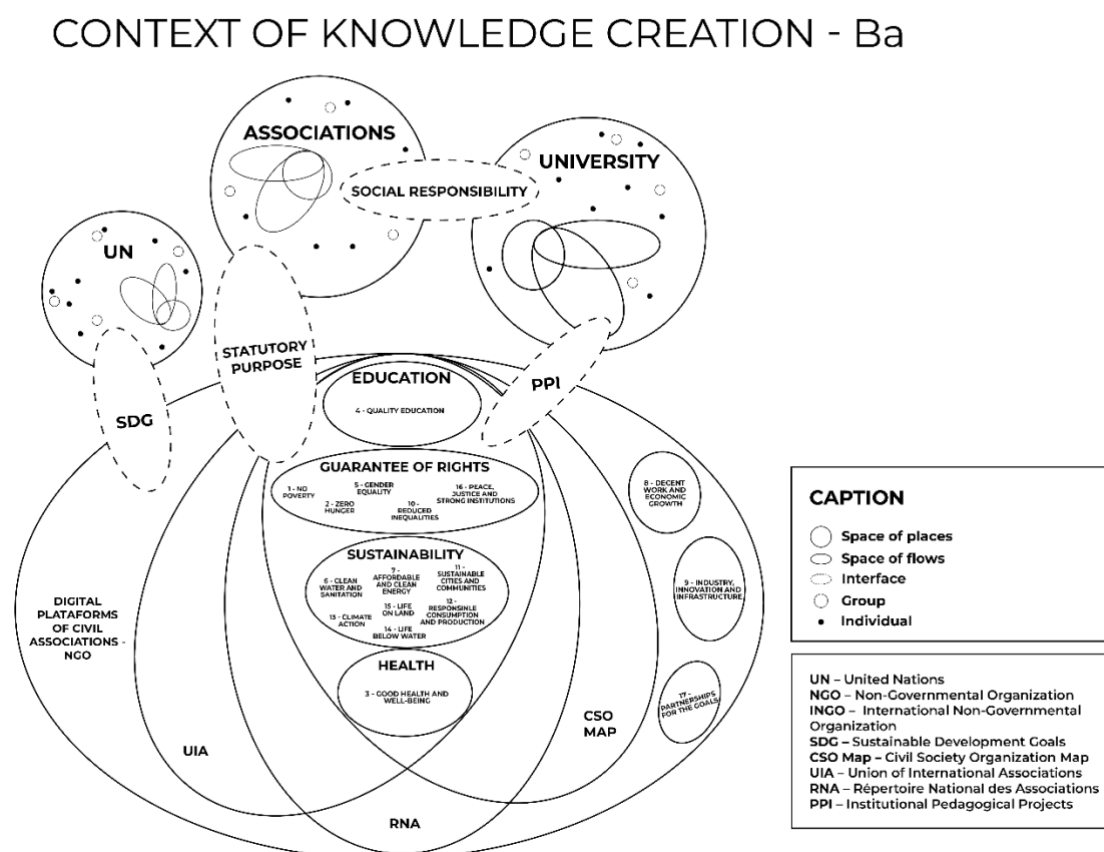 CONTEXT OF KNOWLEDGE CREATION - Ba
ASSOCIATIONS
UNIVERSITY
SOCIAL RESPONSIBILITY
UN
STATUTORY
PURPOSE
SDG
PPI
EDUCATION
4 - QUALITY EDUCATION
GUARANTEE OF RIGHTS
1 - NO
POVERTY
5 - GENDER
EQUALITY
16 - PEACE,
JUSTICE AND
STRONG INSTITUTIONS
2 - ZERO
HUNGER
10 -
REDUCED
INEQUALITIES
8 - DECENT
WORK AND
ECONOMIC
GROWTH
SUSTAINABILITY
6 - CLEAN
WATER AND
SANITATION
7 -
AFFORDABLE
AND CLEAN
ENERGY
11 -
SUSTAINABLE
CITIES AND
COMMUNITIES
15 - LIFE
ON LAND
12 -
RESPONSINLE
CONSUMPTION
AND PRODUCTION
13 - CLIMATE
ACTION
14 - LIFE
BELOW WATER
9 - INDUSTRY,
INNOVATION AND
INFRASTRUCTURE
DIGITAL
PLATAFORMS
OF CIVIL
ASSOCIATIONS -
NGO
HEALTH
3 - GOOD HEALTH AND
WELL-BEING
17 -
PARTNERSHIPS
FOR THE GOALS
CSO
MAP
UIA
RNA
CAPTION
Space of places
Space of flows
Interface
Group
Individual
UN – United Nations
NGO – Non-Governmental Organization
INGO – International Non-Governmental
Organization
SDG – Sustainable Development Goals
CSO Map – Civil Society Organization Map
UIA – Union of International Associations
RNA – Répertoire National des Associations
PPI – Institutional Pedagogical Projects